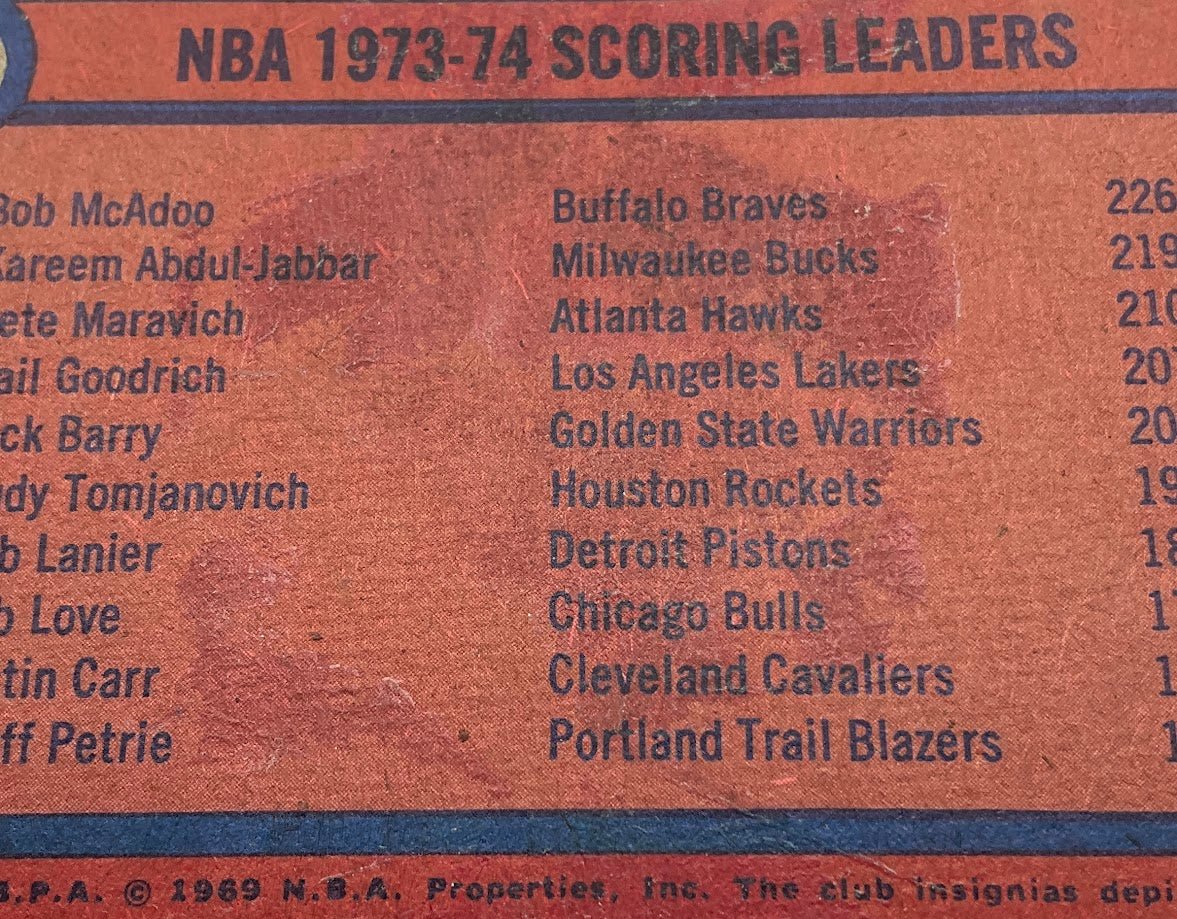 NBA 1973-74 SCORING LEADERS
Bob McAdoo Buffalo Braves 226
Kareem Abdul-Jabbar Milwaukee Bucks 219
ete Maravich Atlanta Hawks 210
ail Goodrich Los Angeles Lakers 207
ck Barry Golden State Warriors 20
udy Tomjanovich Houston Rockets 19
b Lanier Detroit Pistons 18
b Love Chicago Bulls 17
tin Carr Cleveland Cavaliers 1
ff Petrie Portland Trail Blazers 1
B.P.A. © 1969 N.B.A. Properties, Inc. The club insignias depi